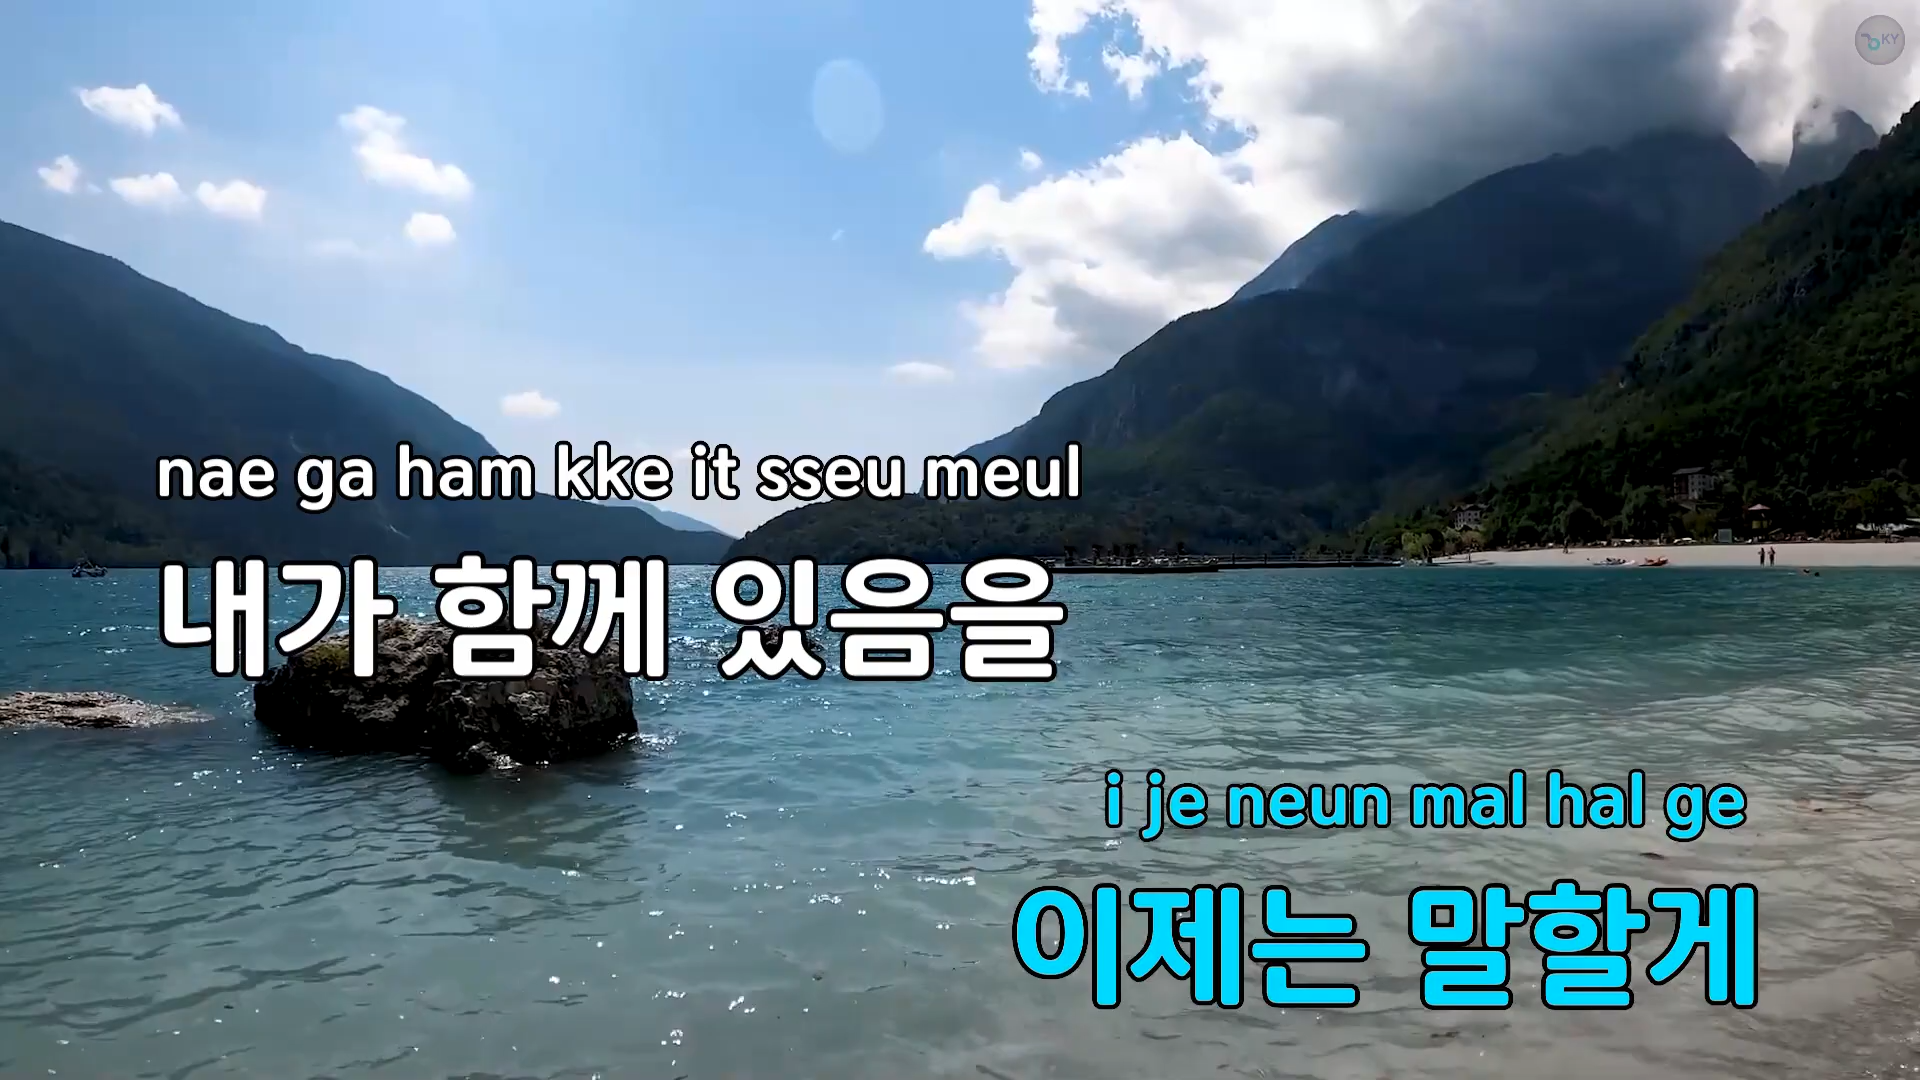 KY
nae ga ham kke it sseu meul
내가 함께 있음을
i je neun mal hal ge
이제는 말할게